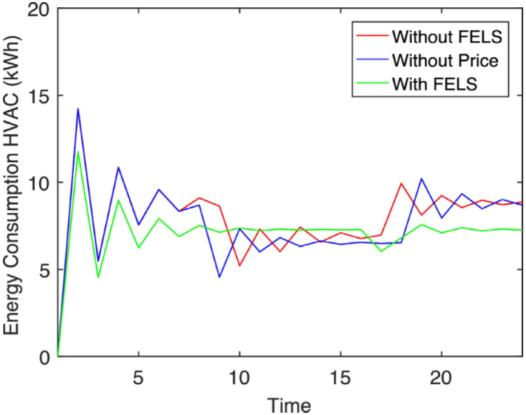 20
15
10
5
0
Energy Consumption HVAC (kWh)
Without FELS
Without Price
With FELS
5 10 15 20
Time